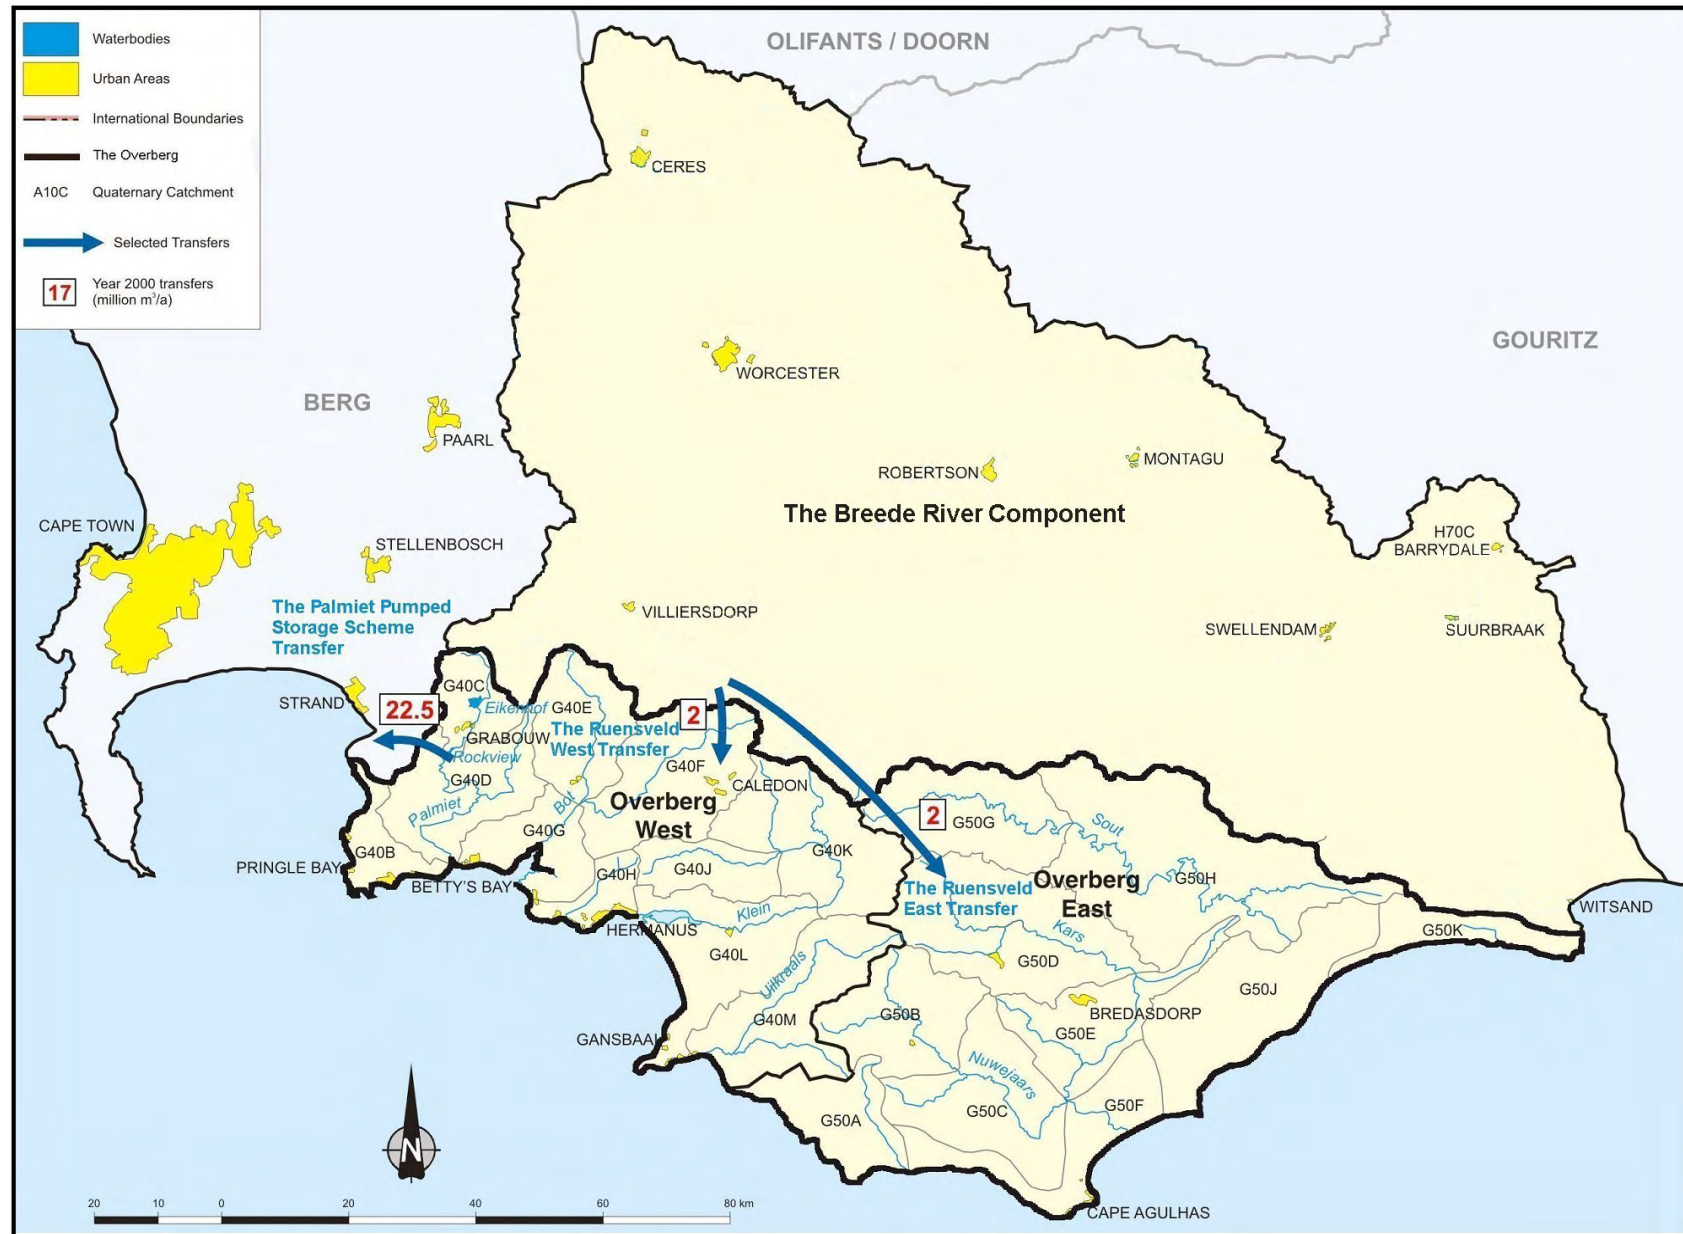 Waterbodies
Urban Areas
International Boundaries
The Overberg
A10C Quaternary Catchment
Selected Transfers
17 Year 2000 transfers
(million m³/a)
OLIFANTS / DOORN
CERES
GOURITZ
WORCESTER
BERG
PAARL
ROBERTSON
MONTAGU
The Breede River Component
CAPE TOWN
STELLENBOSCH
H70C
BARRYDALE
The Palmiet Pumped
Storage Scheme
Transfer
VILLIERSDORP
SWELLENDAM
SUURBRAAK
STRAND
22.5
G40C
Eikenhof
G40E
GRABOUW
The Ruensveld
West Transfer
2
Rockview
G40D
G40F
CALEDON
Palmiet
Bot
Overberg
West
G40G
2
G50G
Sout
G40B
PRINGLE BAY
BETTY'S BAY
G40H
G40J
G40K
The Ruensveld
East Transfer
Overberg
East
G50H
Klein
HERMANUS
Kars
WITSAND
G50K
G40L
Uilkraals
G50D
G50J
G40M
G50B
BREDASDORP
G50E
GANSBAAI
Nuwejaars
G50A
G50C
G50F
N
CAPE AGULHAS
20 10 0 20 40 60 80 km